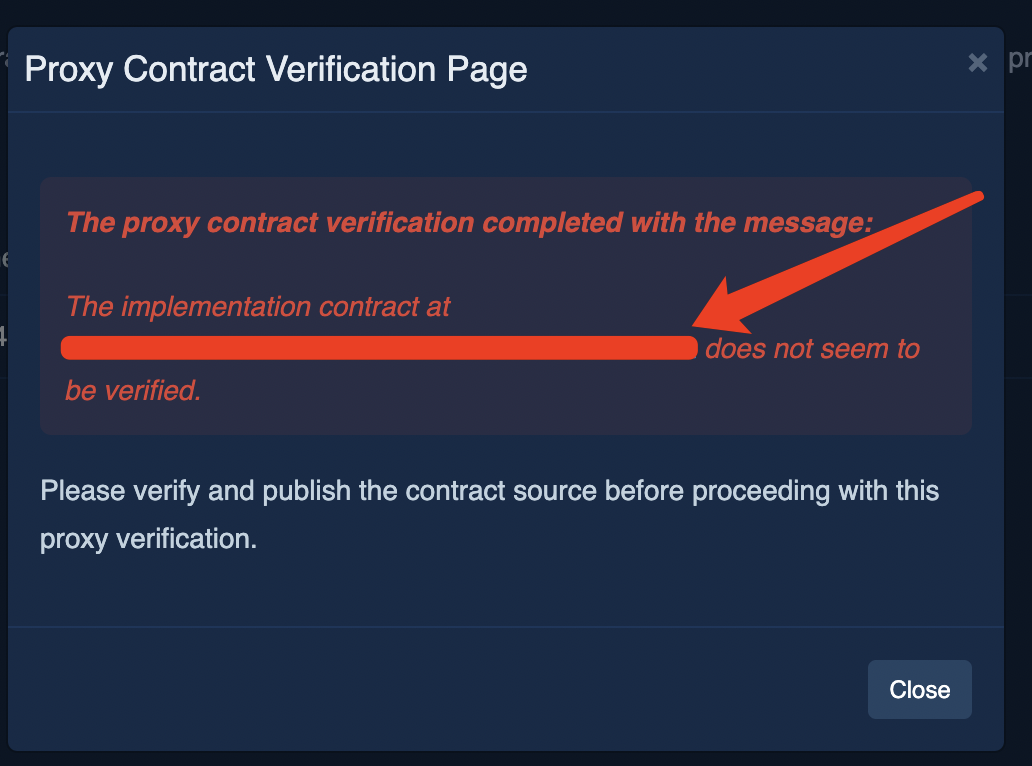 Proxy Contract Verification Page
The proxy contract verification completed with the message:
The implementation contract at
does not seem to
be verified.
Please verify and publish the contract source before proceeding with this
proxy verification.
Close